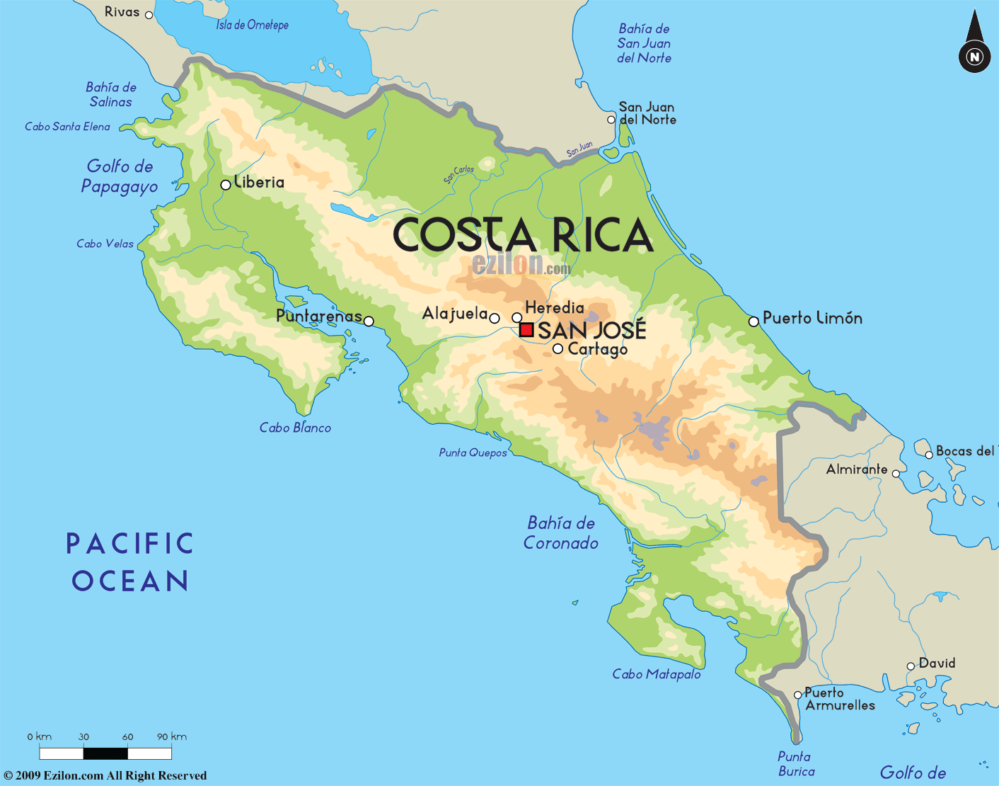 Rivas
Isla de Ometepe
Bahía de
San Juan
del Norte
N
Bahía de
Salinas
San Juan
del Norte
Cabo Santa Elena
San Juan
Golfo de
Papagayo
San Carlos
Liberia
COSTA RICA
Cabo Velas
ezilon.com
Heredia
Alajuela
Puntarenas
SAN JOSÉ
Puerto Limón
Cartago
Cabo Blanco
Punta Quepos
Bocas del
Almirante
Bahía de
Coronado
PACIFIC
OCEAN
David
Cabo Matapalo
Puerto
Armurelles
0 km 30 60 90 km
Punta
Burica
Golfo de
© 2009 Ezilon.com All Right Reserved